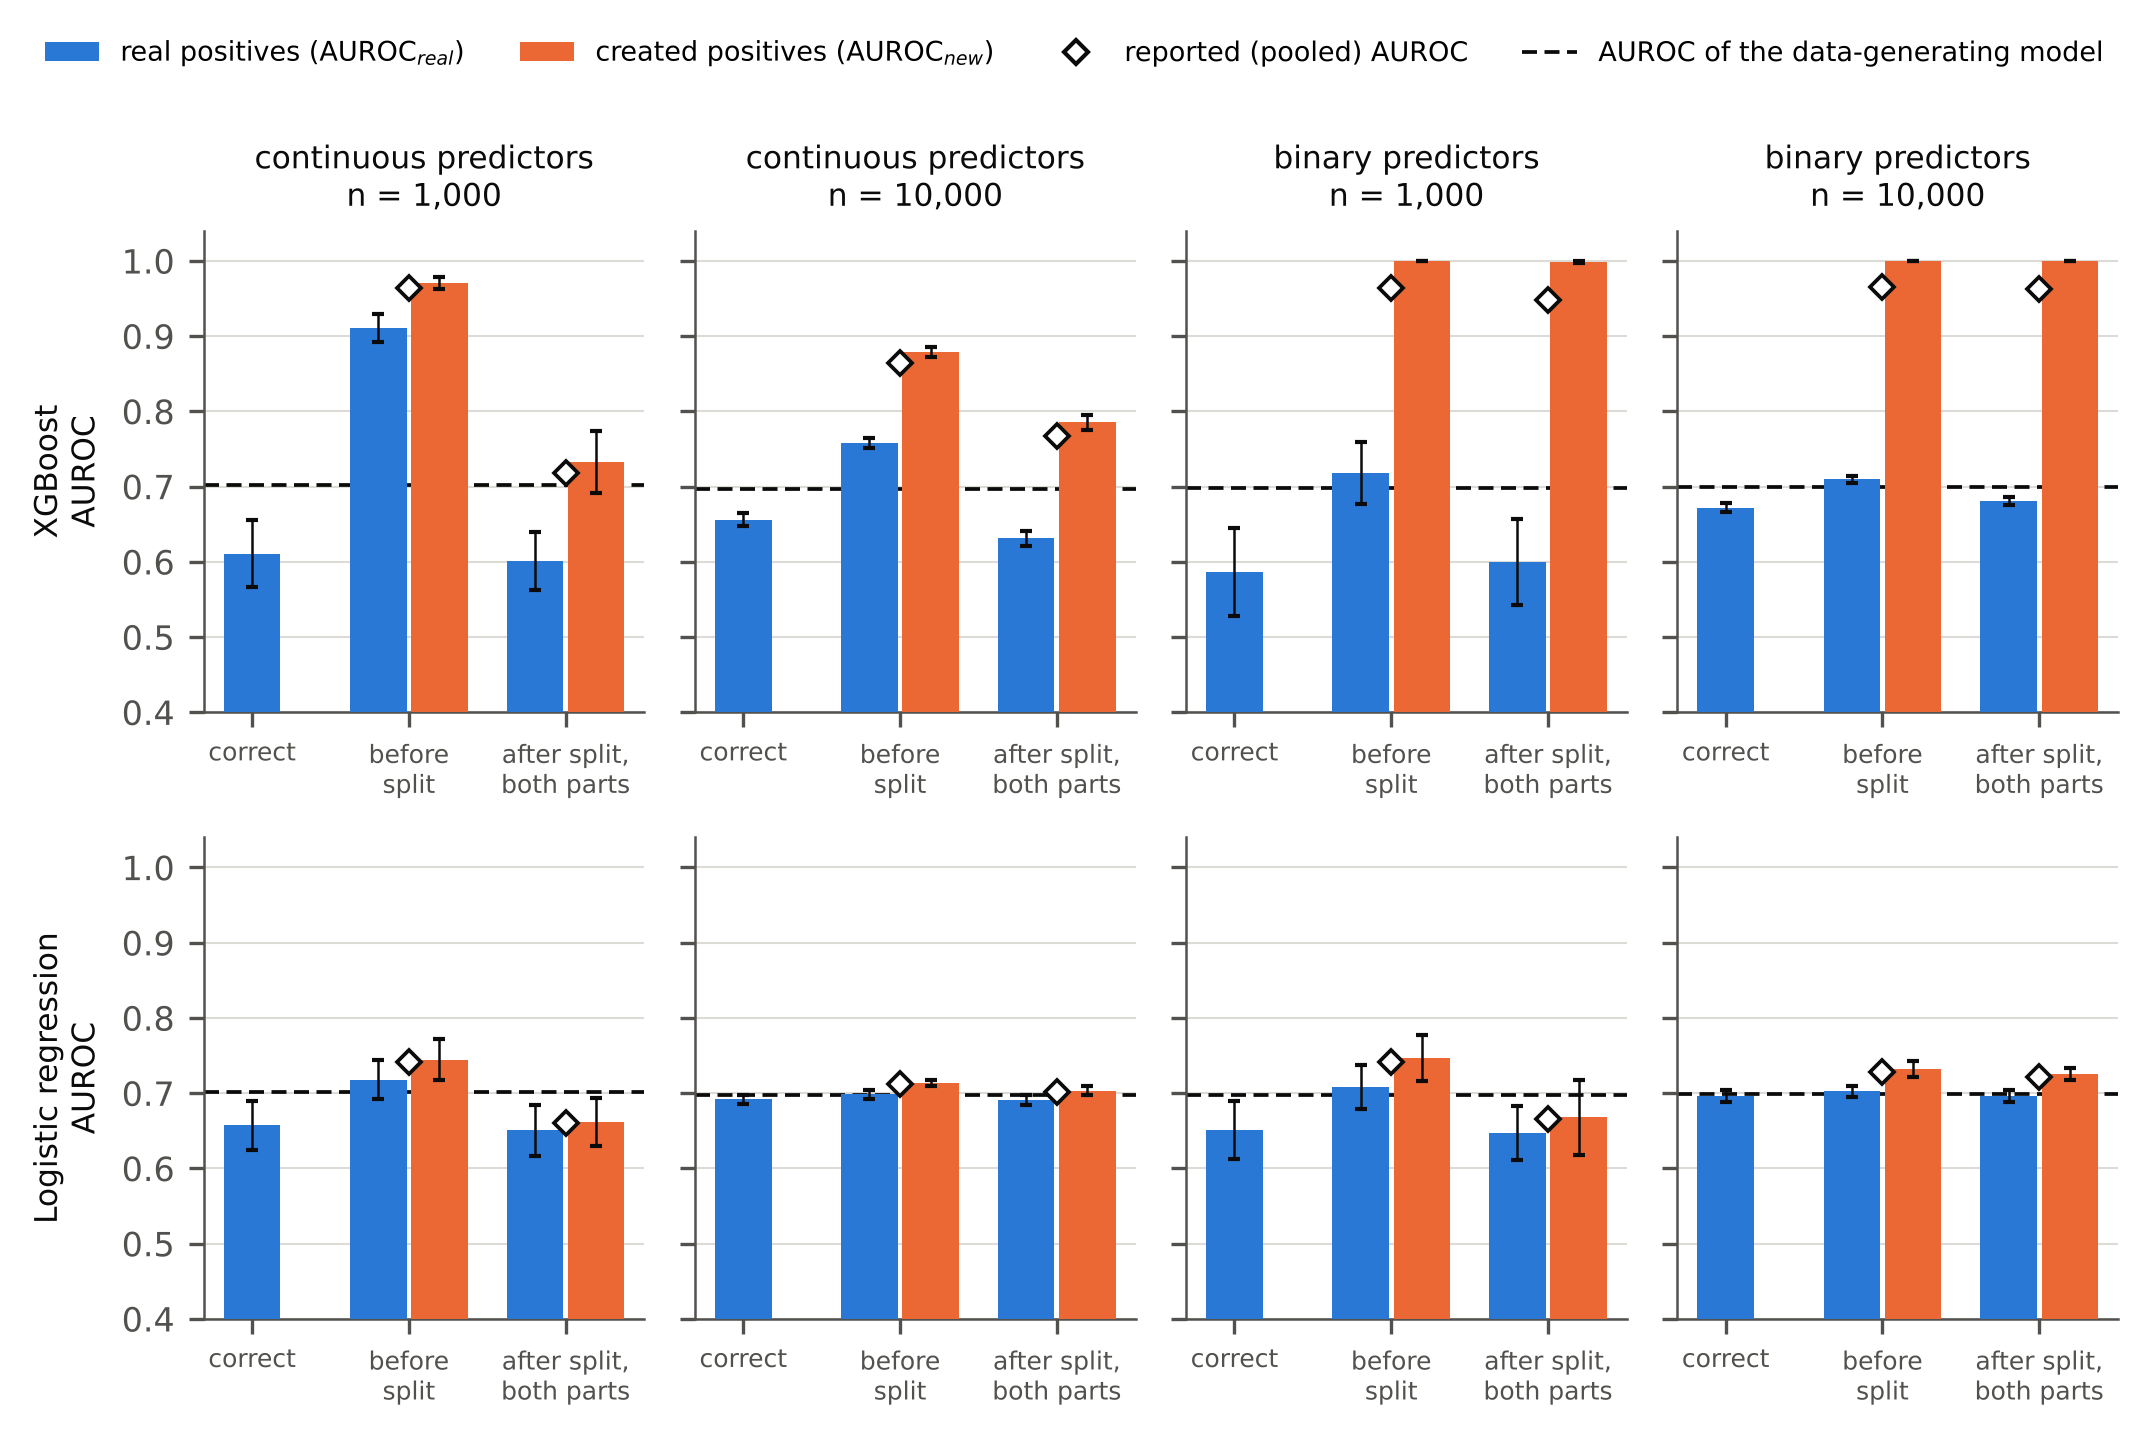 real positives (AUROCreal)
created positives (AUROCnew)
reported (pooled) AUROC
AUROC of the data-generating model
continuous predictors
n = 1,000
continuous predictors
n = 10,000
binary predictors
n = 1,000
binary predictors
n = 10,000
XGBoost
AUROC
1.0
0.9
0.8
0.7
0.6
0.5
0.4
correct
before
split
after split,
both parts
correct
before
split
after split,
both parts
correct
before
split
after split,
both parts
correct
before
split
after split,
both parts
Logistic regression
AUROC
1.0
0.9
0.8
0.7
0.6
0.5
0.4
correct
before
split
after split,
both parts
correct
before
split
after split,
both parts
correct
before
split
after split,
both parts
correct
before
split
after split,
both parts